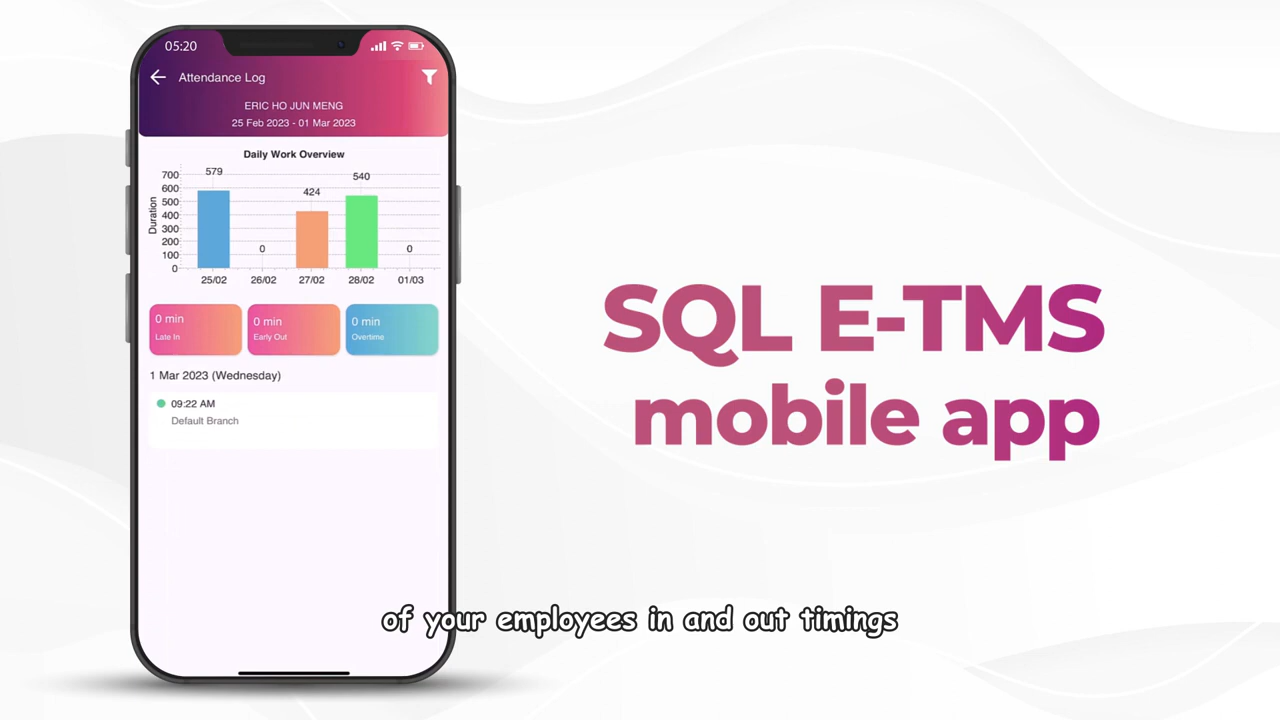 05:20
Attendance Log
ERIC HO JUN MENG
25 Feb 2023 - 01 Mar 2023
Daily Work Overview
Duration
700
600
500
400
300
200
100
0
579
0
424
540
0
25/02 26/02 27/02 28/02 01/03
0 min
Late In
0 min
Early Out
0 min
Overtime
1 Mar 2023 (Wednesday)
09:22 AM
Default Branch
SQL E-TMS
mobile app
of your employees in and out timings